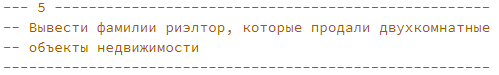 --- 5 ----------------------------------------------------
-- Вывести фамилии риэлтор, которые продали двухкомнатные
-- объекты недвижимости
----------------------------------------------------------